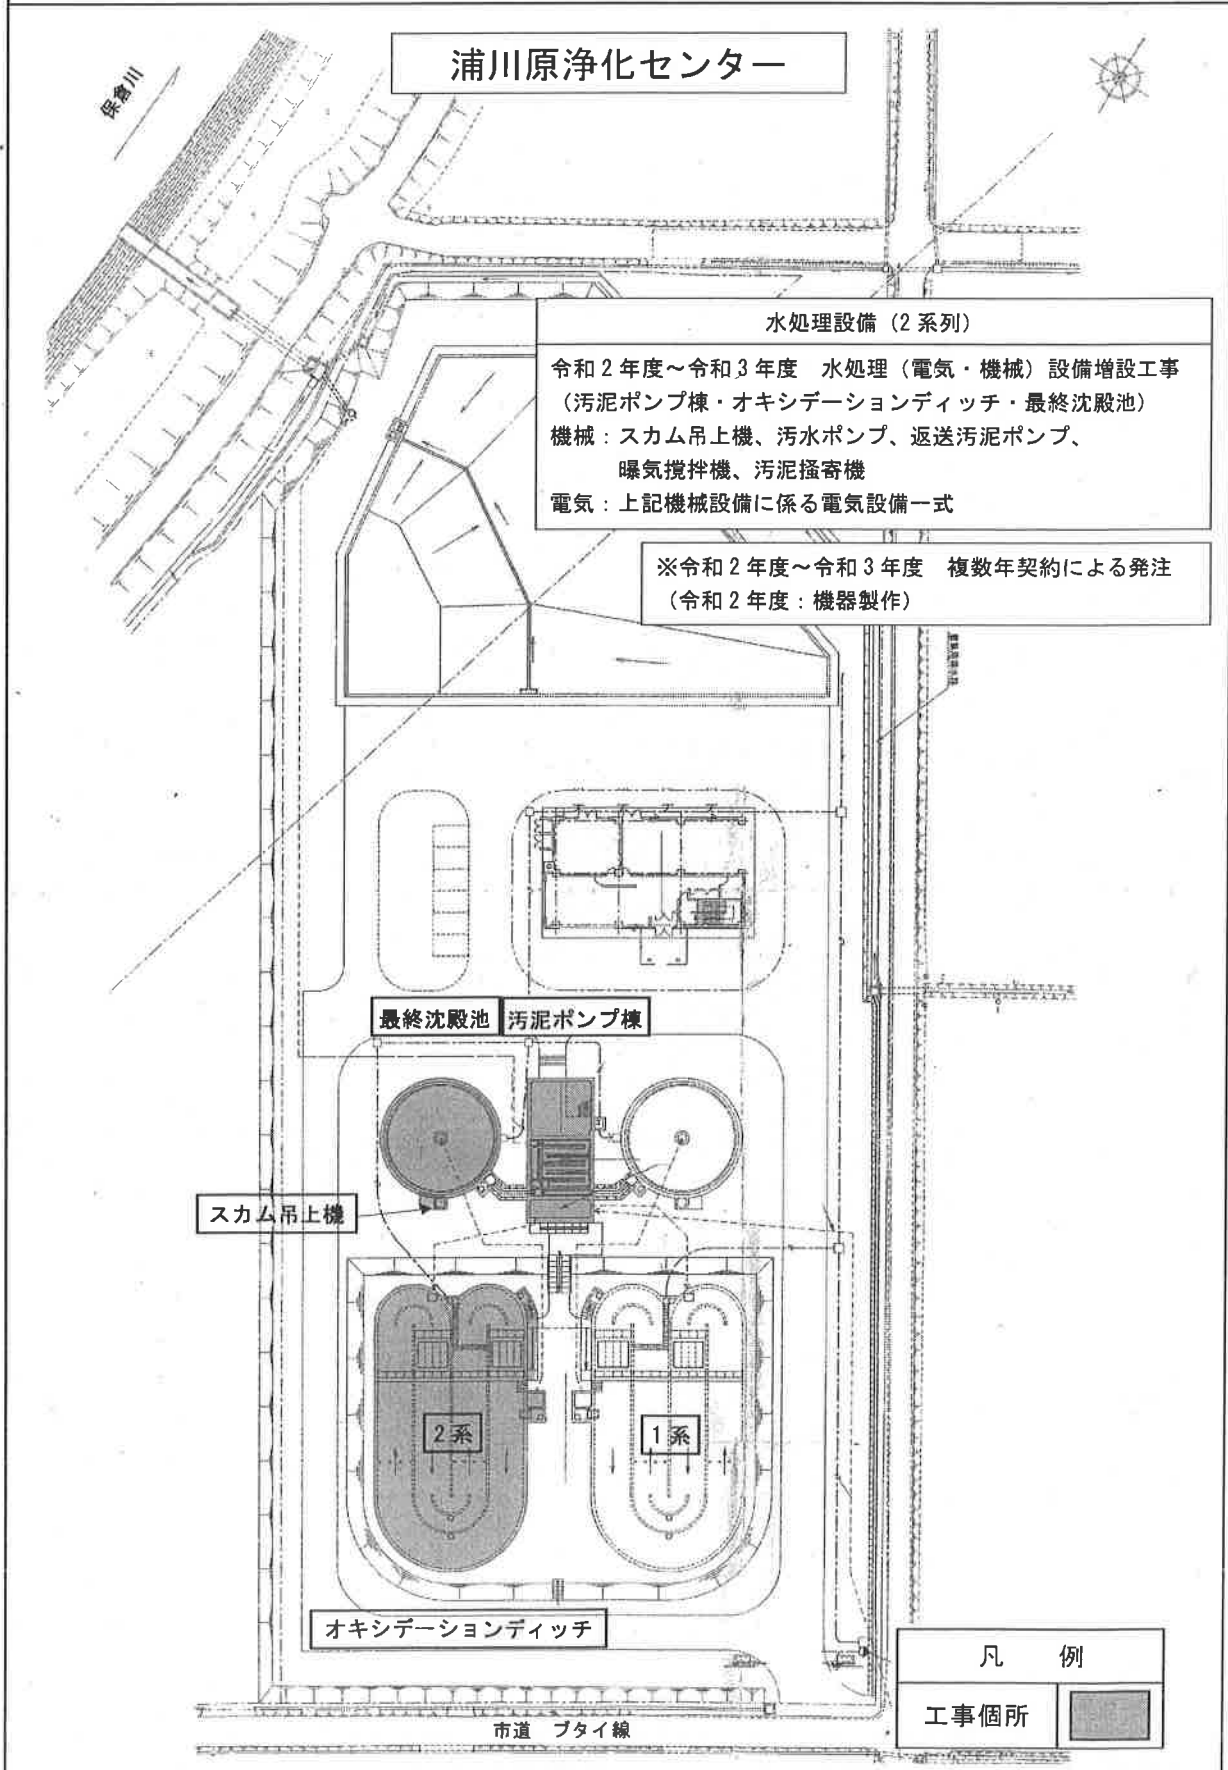 浦川原浄化センター
保倉川
水処理設備（2系列）
令和2年度～令和3年度　水処理（電気・機械）設備増設工事
（汚泥ポンプ棟・オキシデーションディッチ・最終沈殿池）
機械：スカム吊上機、汚水ポンプ、返送汚泥ポンプ、
曝気撹拌機、汚泥掻寄機
電気：上記機械設備に係る電気設備一式
※令和2年度～令和3年度　複数年契約による発注
（令和2年度：機器製作）
最終沈殿池
汚泥ポンプ棟
スカム吊上機
2系
1系
オキシデーションディッチ
凡　例
工事個所
市道　ブタイ線